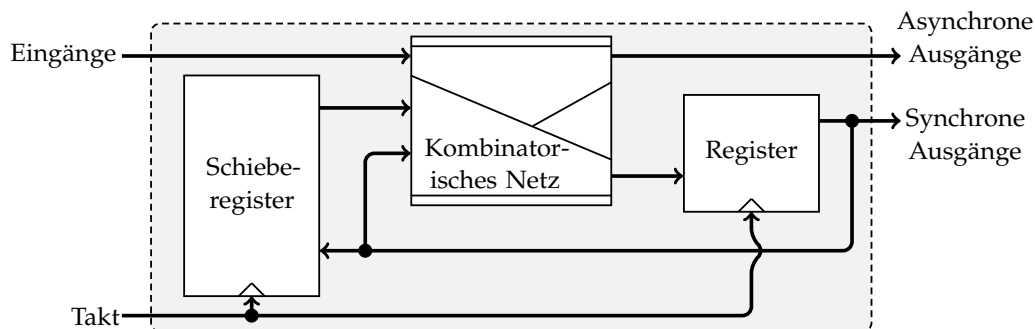 Asynchrone
Ausgänge
Eingänge
Kombinator-
isches Netz
Register
Synchrone
Ausgänge
Schiebe-
register
Takt